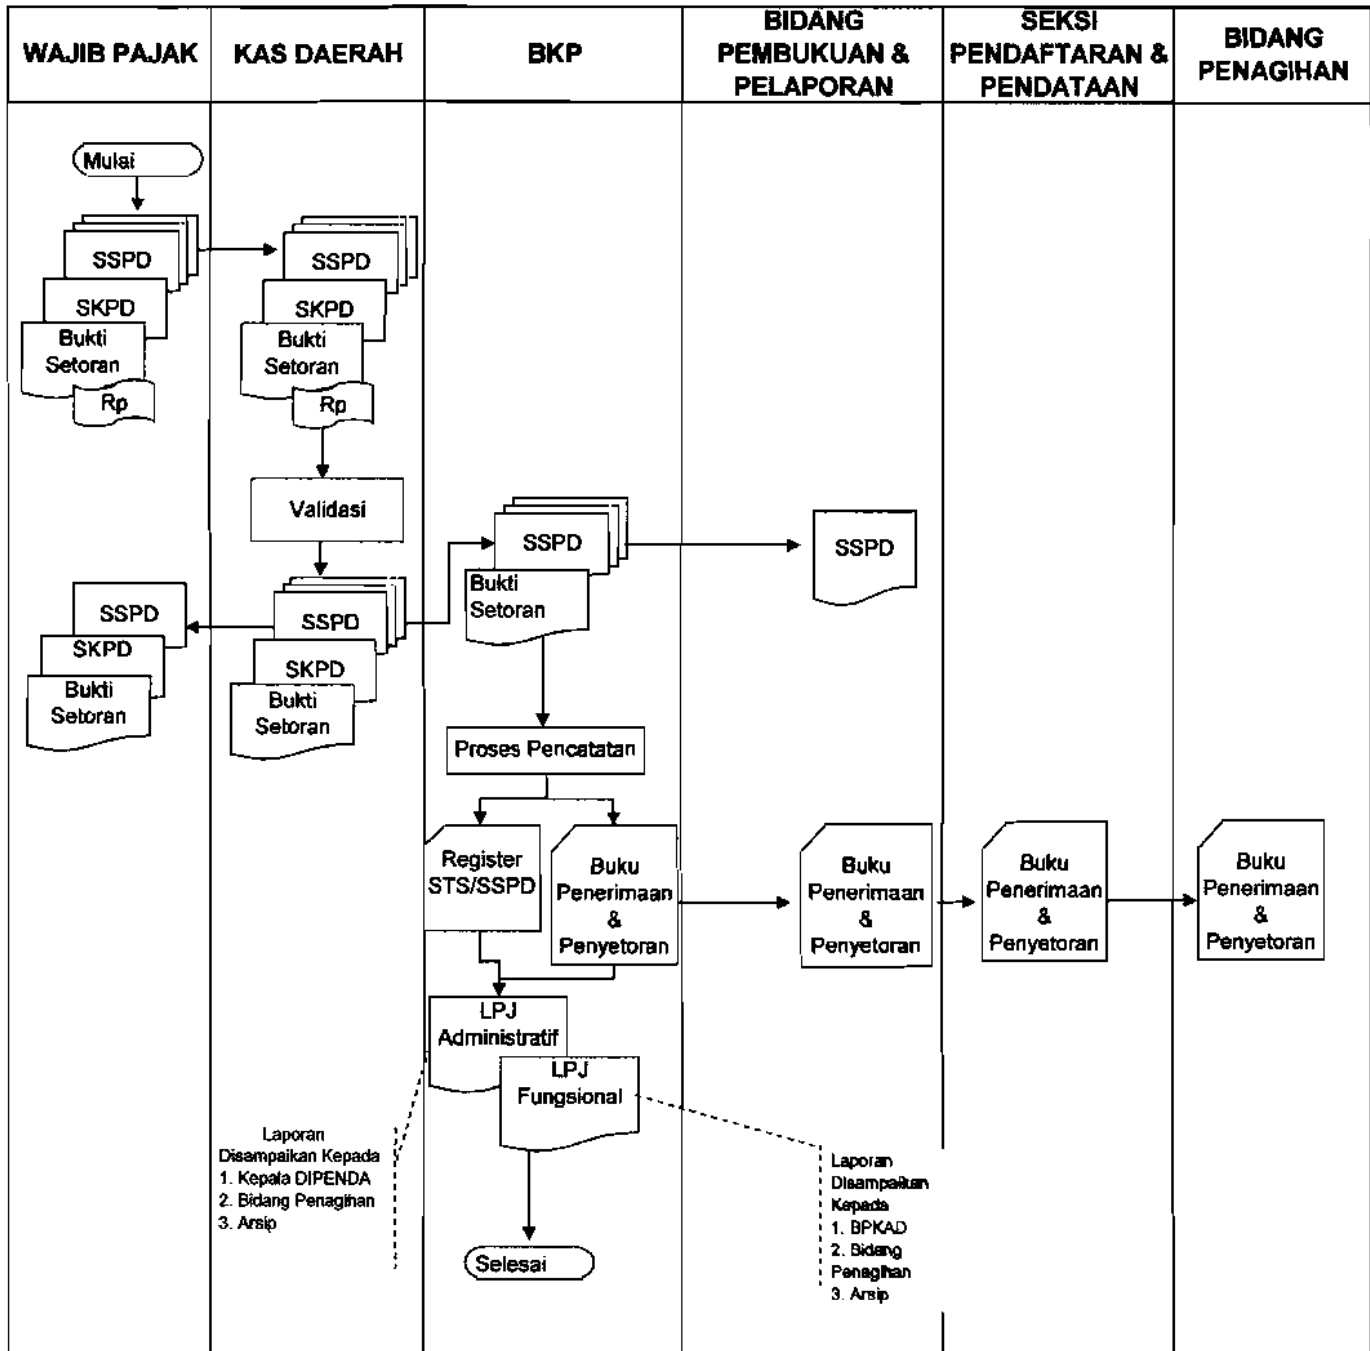 WAJIB PAJAK
KAS DAERAH
BKP
BIDANG
PEMBUKUAN &
PELAPORAN
SEKSI
PENDAFTARAN &
PENDATAAN
BIDANG
PENAGIHAN
Mulai
SSPD
SKPD
Bukti
Setoran
Rp
SSPD
SKPD
Bukti
Setoran
Rp
Validasi
SSPD
Bukti
Setoran
SSPD
SSPD
SKPD
Bukti
Setoran
SSPD
SKPD
Bukti
Setoran
Proses Pencatatan
Register
STS/SSPD
Buku
Penerimaan
&
Penyetoran
Buku
Penerimaan
&
Penyetoran
Buku
Penerimaan
&
Penyetoran
Buku
Penerimaan
&
Penyetoran
LPJ
Administratif
LPJ
Fungsional
Laporan
Disampaikan Kepada
1. Kepala DIPENDA
2. Bidang Penagihan
3. Arsip
Laporan
Disampaikan
Kepada
1. BPKAD
2. Bidang
Penagihan
3. Arsip
Selesai